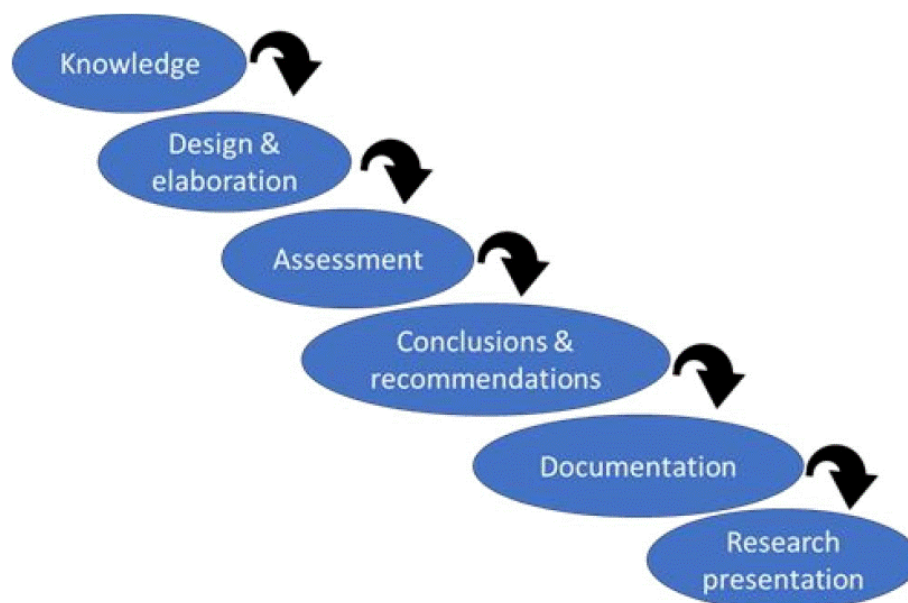 Knowledge
Design &
elaboration
Assessment
Conclusions &
recommendations
Documentation
Research
presentation